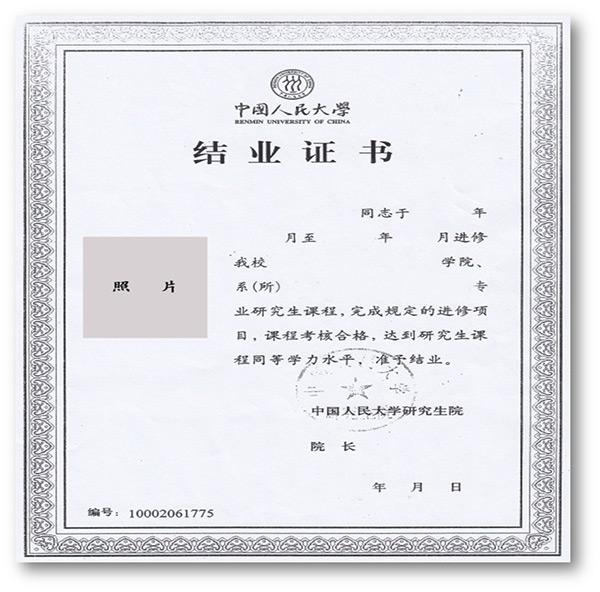 中國人民大學
RENMIN UNIVERSITY OF CHINA
结业证书
同志于 年
月至 年 月进修
我校 学院、
系(所) 专
业研究生课程，完成规定的进修项
目，课程考核合格，达到研究生课
程同等学力水平，准予结业。
照 片
中国人民大学研究生院
院 长
年 月 日
编号：10002061775